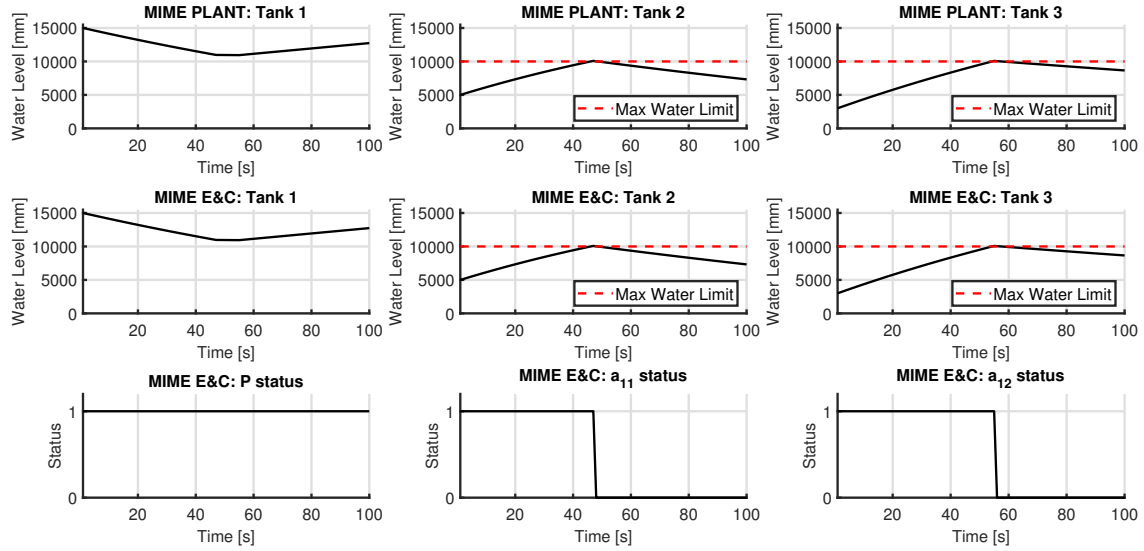 MIME PLANT: Tank 1
MIME PLANT: Tank 2
MIME PLANT: Tank 3
Water Level [mm]
15000
10000
5000
0
20 40 60 80 100
Time [s]
Water Level [mm]
15000
10000
5000
0
Max Water Limit
20 40 60 80 100
Time [s]
Water Level [mm]
15000
10000
5000
0
Max Water Limit
20 40 60 80 100
Time [s]
MIME E&C: Tank 1
MIME E&C: Tank 2
MIME E&C: Tank 3
Water Level [mm]
15000
10000
5000
0
20 40 60 80 100
Time [s]
Water Level [mm]
15000
10000
5000
0
Max Water Limit
20 40 60 80 100
Time [s]
Water Level [mm]
15000
10000
5000
0
Max Water Limit
20 40 60 80 100
Time [s]
MIME E&C: P status
MIME E&C: a₁₁ status
MIME E&C: a₁₂ status
Status
1
0
20 40 60 80 100
Time [s]
Status
1
0
20 40 60 80 100
Time [s]
Status
1
0
20 40 60 80 100
Time [s]